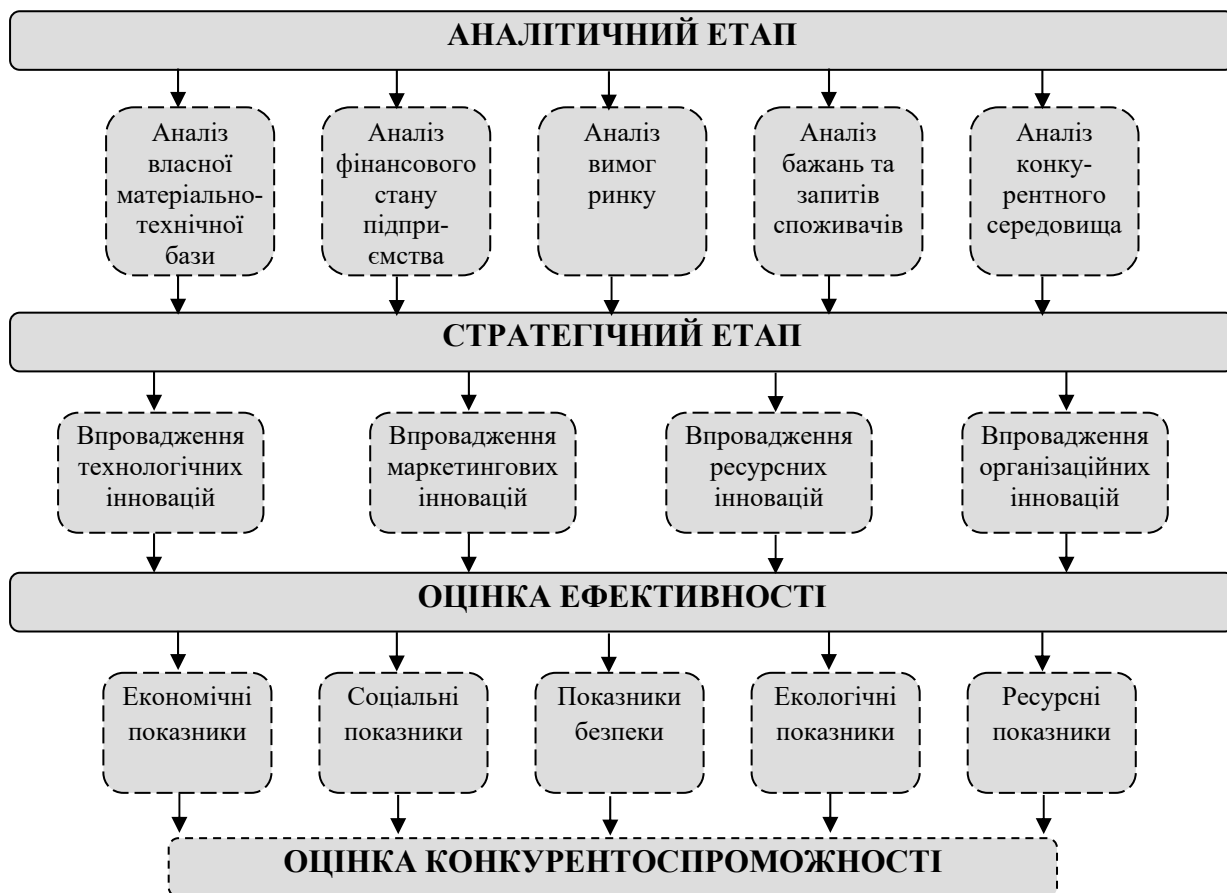 АНАЛІТИЧНИЙ ЕТАП
Аналіз
власної
матеріально-
технічної
бази
Аналіз
фінансового
стану
підпри-
ємства
Аналіз
вимог
ринку
Аналіз
бажань та
запитів
споживачів
Аналіз
конку-
рентного
середовища
СТРАТЕГІЧНИЙ ЕТАП
Впровадження
технологічних
інновацій
Впровадження
маркетингових
інновацій
Впровадження
ресурсних
інновацій
Впровадження
організаційних
інновацій
ОЦІНКА ЕФЕКТИВНОСТІ
Економічні
показники
Соціальні
показники
Показники
безпеки
Екологічні
показники
Ресурсні
показники
ОЦІНКА КОНКУРЕНТОСПРОМОЖНОСТІ